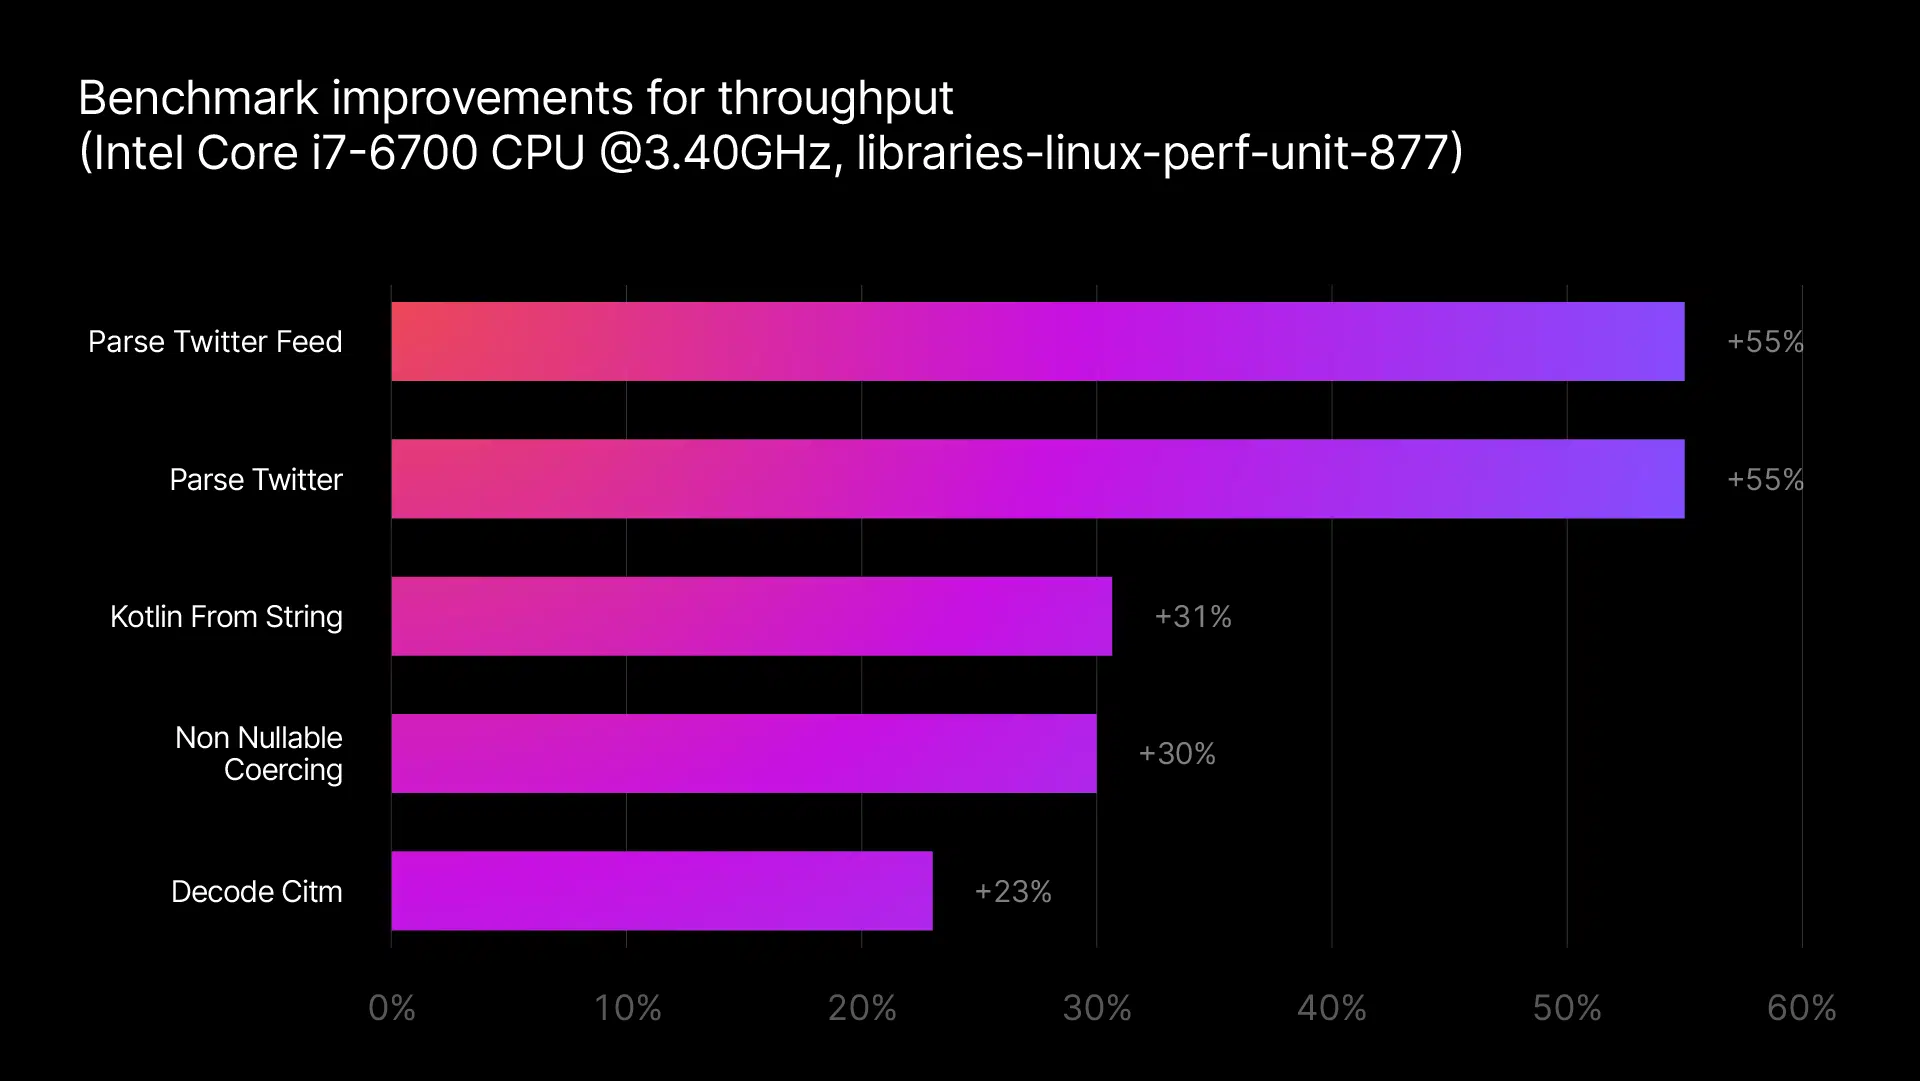 Benchmark improvements for throughput
(Intel Core i7-6700 CPU @3.40GHz, libraries-linux-perf-unit-877)
Parse Twitter Feed
+55%
Parse Twitter
+55%
Kotlin From String
+31%
Non Nullable
Coercing
+30%
Decode Citm
+23%
0%
10%
20%
30%
40%
50%
60%